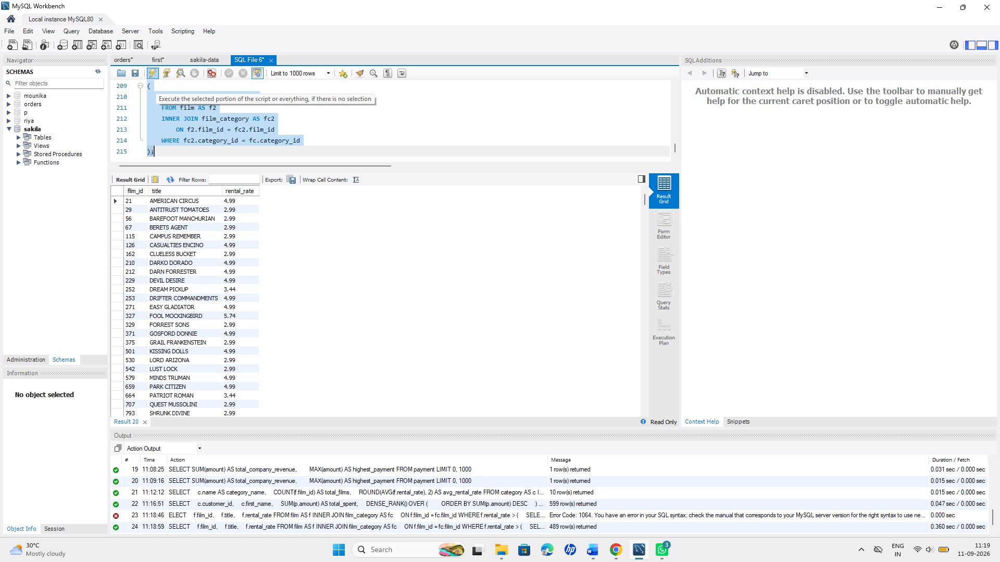 MySQL Workbench
Local instance MySQL80
File Edit View Query Database Server Tools Scripting Help
Navigator
SCHEMAS
Filter objects
mounika
orders
p
riya
sakila
Tables
Views
Stored Procedures
Functions
Administration Schemas
Information
No object selected
Object Info Session
orders* first* sakila-data SQL File 6*
Limit to 1000 rows
209 (
210
Execute the selected portion of the script or everything, if there is no selection
211 FROM film AS f2
212 INNER JOIN film_category AS fc2
213 ON f2.film_id = fc2.film_id
214 WHERE fc2.category_id = fc.category_id
215 );
Result Grid Filter Rows: Export: Wrap Cell Content:
film_id title rental_rate
21 AMERICAN CIRCUS 4.99
29 ANTITRUST TOMATOES 2.99
56 BAREFOOT MANCHURIAN 2.99
67 BERETS AGENT 2.99
115 CAMPUS REMEMBER 2.99
126 CASUALTIES ENCINO 4.99
162 CLUELESS BUCKET 2.99
210 DARKO DORADO 4.99
212 DARN FORRESTER 4.99
229 DEVIL DESIRE 4.99
252 DREAM PICKUP 3.44
253 DRIFTER COMMANDMENTS 4.99
271 EASY GLADIATOR 4.99
327 FOOL MOCKINGBIRD 5.74
329 FORREST SONS 2.99
371 GOSFORD DONNIE 4.99
375 GRAIL FRANKENSTEIN 2.99
501 KISSING DOLLS 4.99
530 LORD ARIZONA 2.99
542 LUST LOCK 2.99
579 MINDS TRUMAN 4.99
659 PARK CITIZEN 4.99
664 PATRIOT ROMAN 3.44
707 QUEST MUSSOLINI 2.99
793 SHRUNK DIVINE 2.99
Result 20
Read Only
Result
Grid
Form
Editor
Field
Types
Query
Stats
Execution
Plan
SQLAdditions
Jump to
Automatic context help is disabled. Use the toolbar to manually get
help for the current caret position or to toggle automatic help.
Context Help Snippets
Output
Action Output
# Time Action Message Duration / Fetch
19 11:08:25 SELECT SUM(amount) AS total_company_revenue, MAX(amount) AS highest_payment FROM payment LIMIT 0, 1000 1 row(s) returned 0.031 sec / 0.000 sec
20 11:09:16 SELECT SUM(amount) AS total_company_revenue, MAX(amount) AS highest_payment FROM payment LIMIT 0, 1000 1 row(s) returned 0.015 sec / 0.000 sec
21 11:12:12 SELECT c.name AS category_name, COUNT(f.film_id) AS total_films, ROUND(AVG(f.rental_rate), 2) AS avg_rental_rate FROM category AS c I... 10 row(s) returned 0.015 sec / 0.000 sec
22 11:16:51 SELECT c.customer_id, c.first_name, SUM(p.amount) AS total_spent, DENSE_RANK() OVER ( ORDER BY SUM(p.amount) DESC ) ... 599 row(s) returned 0.047 sec / 0.000 sec
23 11:18:46 ELECT f.film_id, f.title, f.rental_rate FROM film AS f INNER JOIN film_category AS fc ON f.film_id = fc.film_id WHERE f.rental_rate > ( SELE... Error Code: 1064. You have an error in your SQL syntax; check the manual that corresponds to your MySQL server version for the right syntax to use ne... 0.000 sec
24 11:18:59 SELECT f.film_id, f.title, f.rental_rate FROM film AS f INNER JOIN film_category AS fc ON f.film_id = fc.film_id WHERE f.rental_rate > ( SEL... 489 row(s) returned 0.360 sec / 0.000 sec
30°C
Mostly cloudy
Search
3
ENG
IN
11:19
11-09-2026